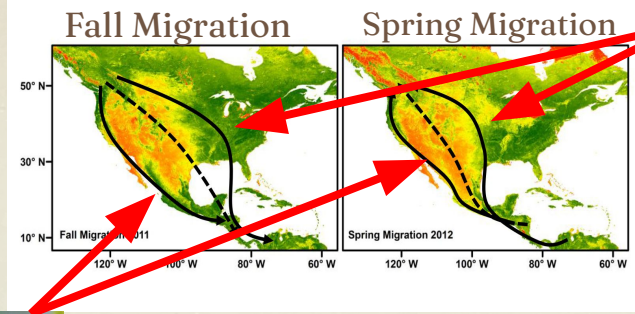 Fall Migration
Spring Migration
50° N
30° N
10° N
Fall Migration 2011
Spring Migration 2012
120° W 100° W 80° W 60° W
120° W 100° W 80° W 60° W